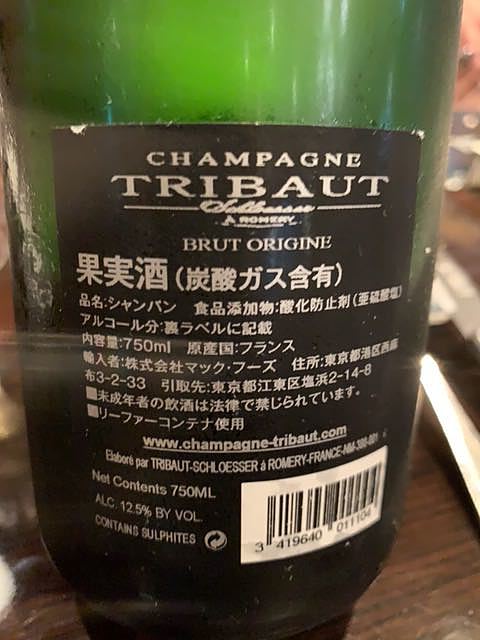 CHAMPAGNE
TRIBAUT
Schloesser
A ROMERY
BRUT ORIGINE
果実酒(炭酸ガス含有)
品名:シャンパン 食品添加物:酸化防止剤(亜硫酸塩)
アルコール分:裏ラベルに記載
内容量:750ml 原産国:フランス
輸入者:株式会社マック・フーズ 住所:東京都港区西麻
布3-2-33 引取先:東京都江東区塩浜2-14-8
■未成年者の飲酒は法律で禁じられています。
■リーファーコンテナ使用
www.champagne-tribaut.com
Elaboré par TRIBAUT-SCHLOESSER à ROMERY-FRANCE-NM-380-001
Net Contents 750ML
ALC. 12.5% BY VOL.
CONTAINS SULPHITES
3 419640 011104